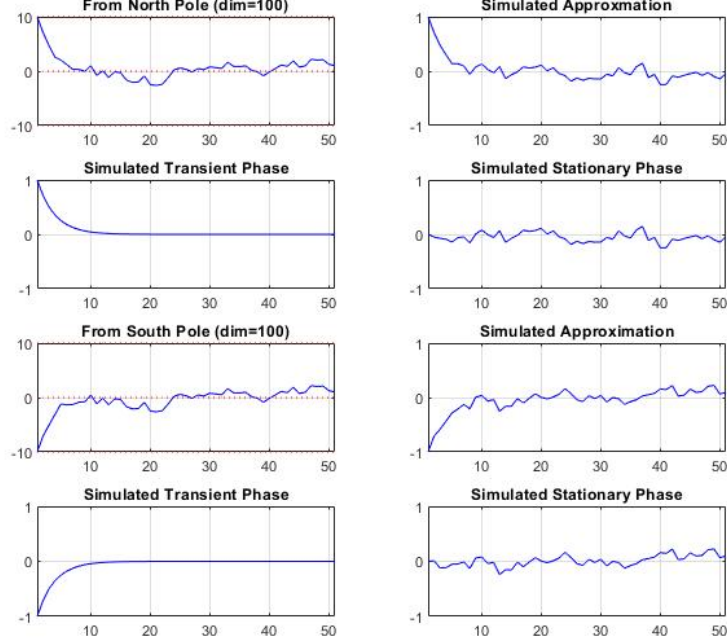 From North Pole (dim=100)
Simulated Approxmation
10
0
-10
10 20 30 40 50
1
0
-1
10 20 30 40 50
Simulated Transient Phase
Simulated Stationary Phase
1
0
-1
10 20 30 40 50
1
0
-1
10 20 30 40 50
From South Pole (dim=100)
Simulated Approximation
10
0
-10
10 20 30 40 50
1
0
-1
10 20 30 40 50
Simulated Transient Phase
Simulated Stationary Phase
1
0
-1
10 20 30 40 50
1
0
-1
10 20 30 40 50